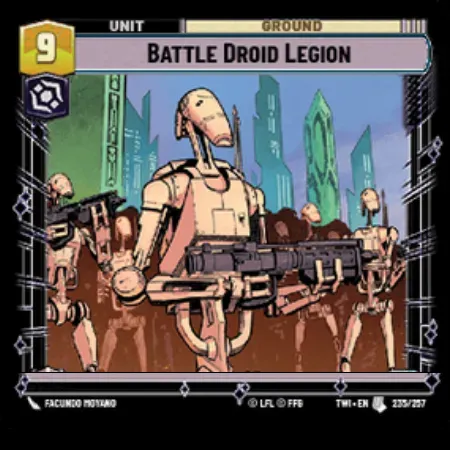 UNIT GROUND
9 BATTLE DROID LEGION
FACUNDO MOYANO © LFL © FFG TWI • EN 235/257